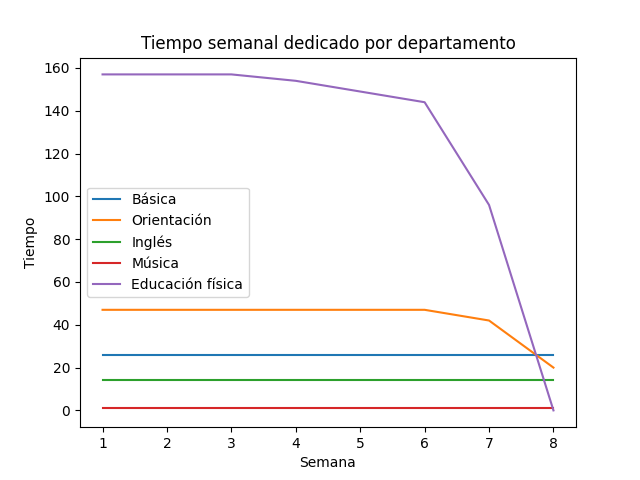 Tiempo semanal dedicado por departamento
160
140
120
100
80
60
40
20
0
Tiempo
Básica
Orientación
Inglés
Música
Educación física
1 2 3 4 5 6 7 8
Semana